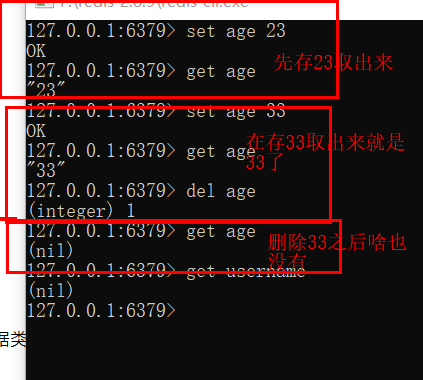 127.0.0.1:6379> set age 23
OK
127.0.0.1:6379> get age
先存23取出来
"23"
127.0.0.1:6379> set age 33
OK
127.0.0.1:6379> get age
在存33取出来就是
33了
"33"
127.0.0.1:6379> del age
(integer) 1
127.0.0.1:6379> get age
(nil)
删除33之后啥也
没有
127.0.0.1:6379> get username
(nil)
127.0.0.1:6379>
据类